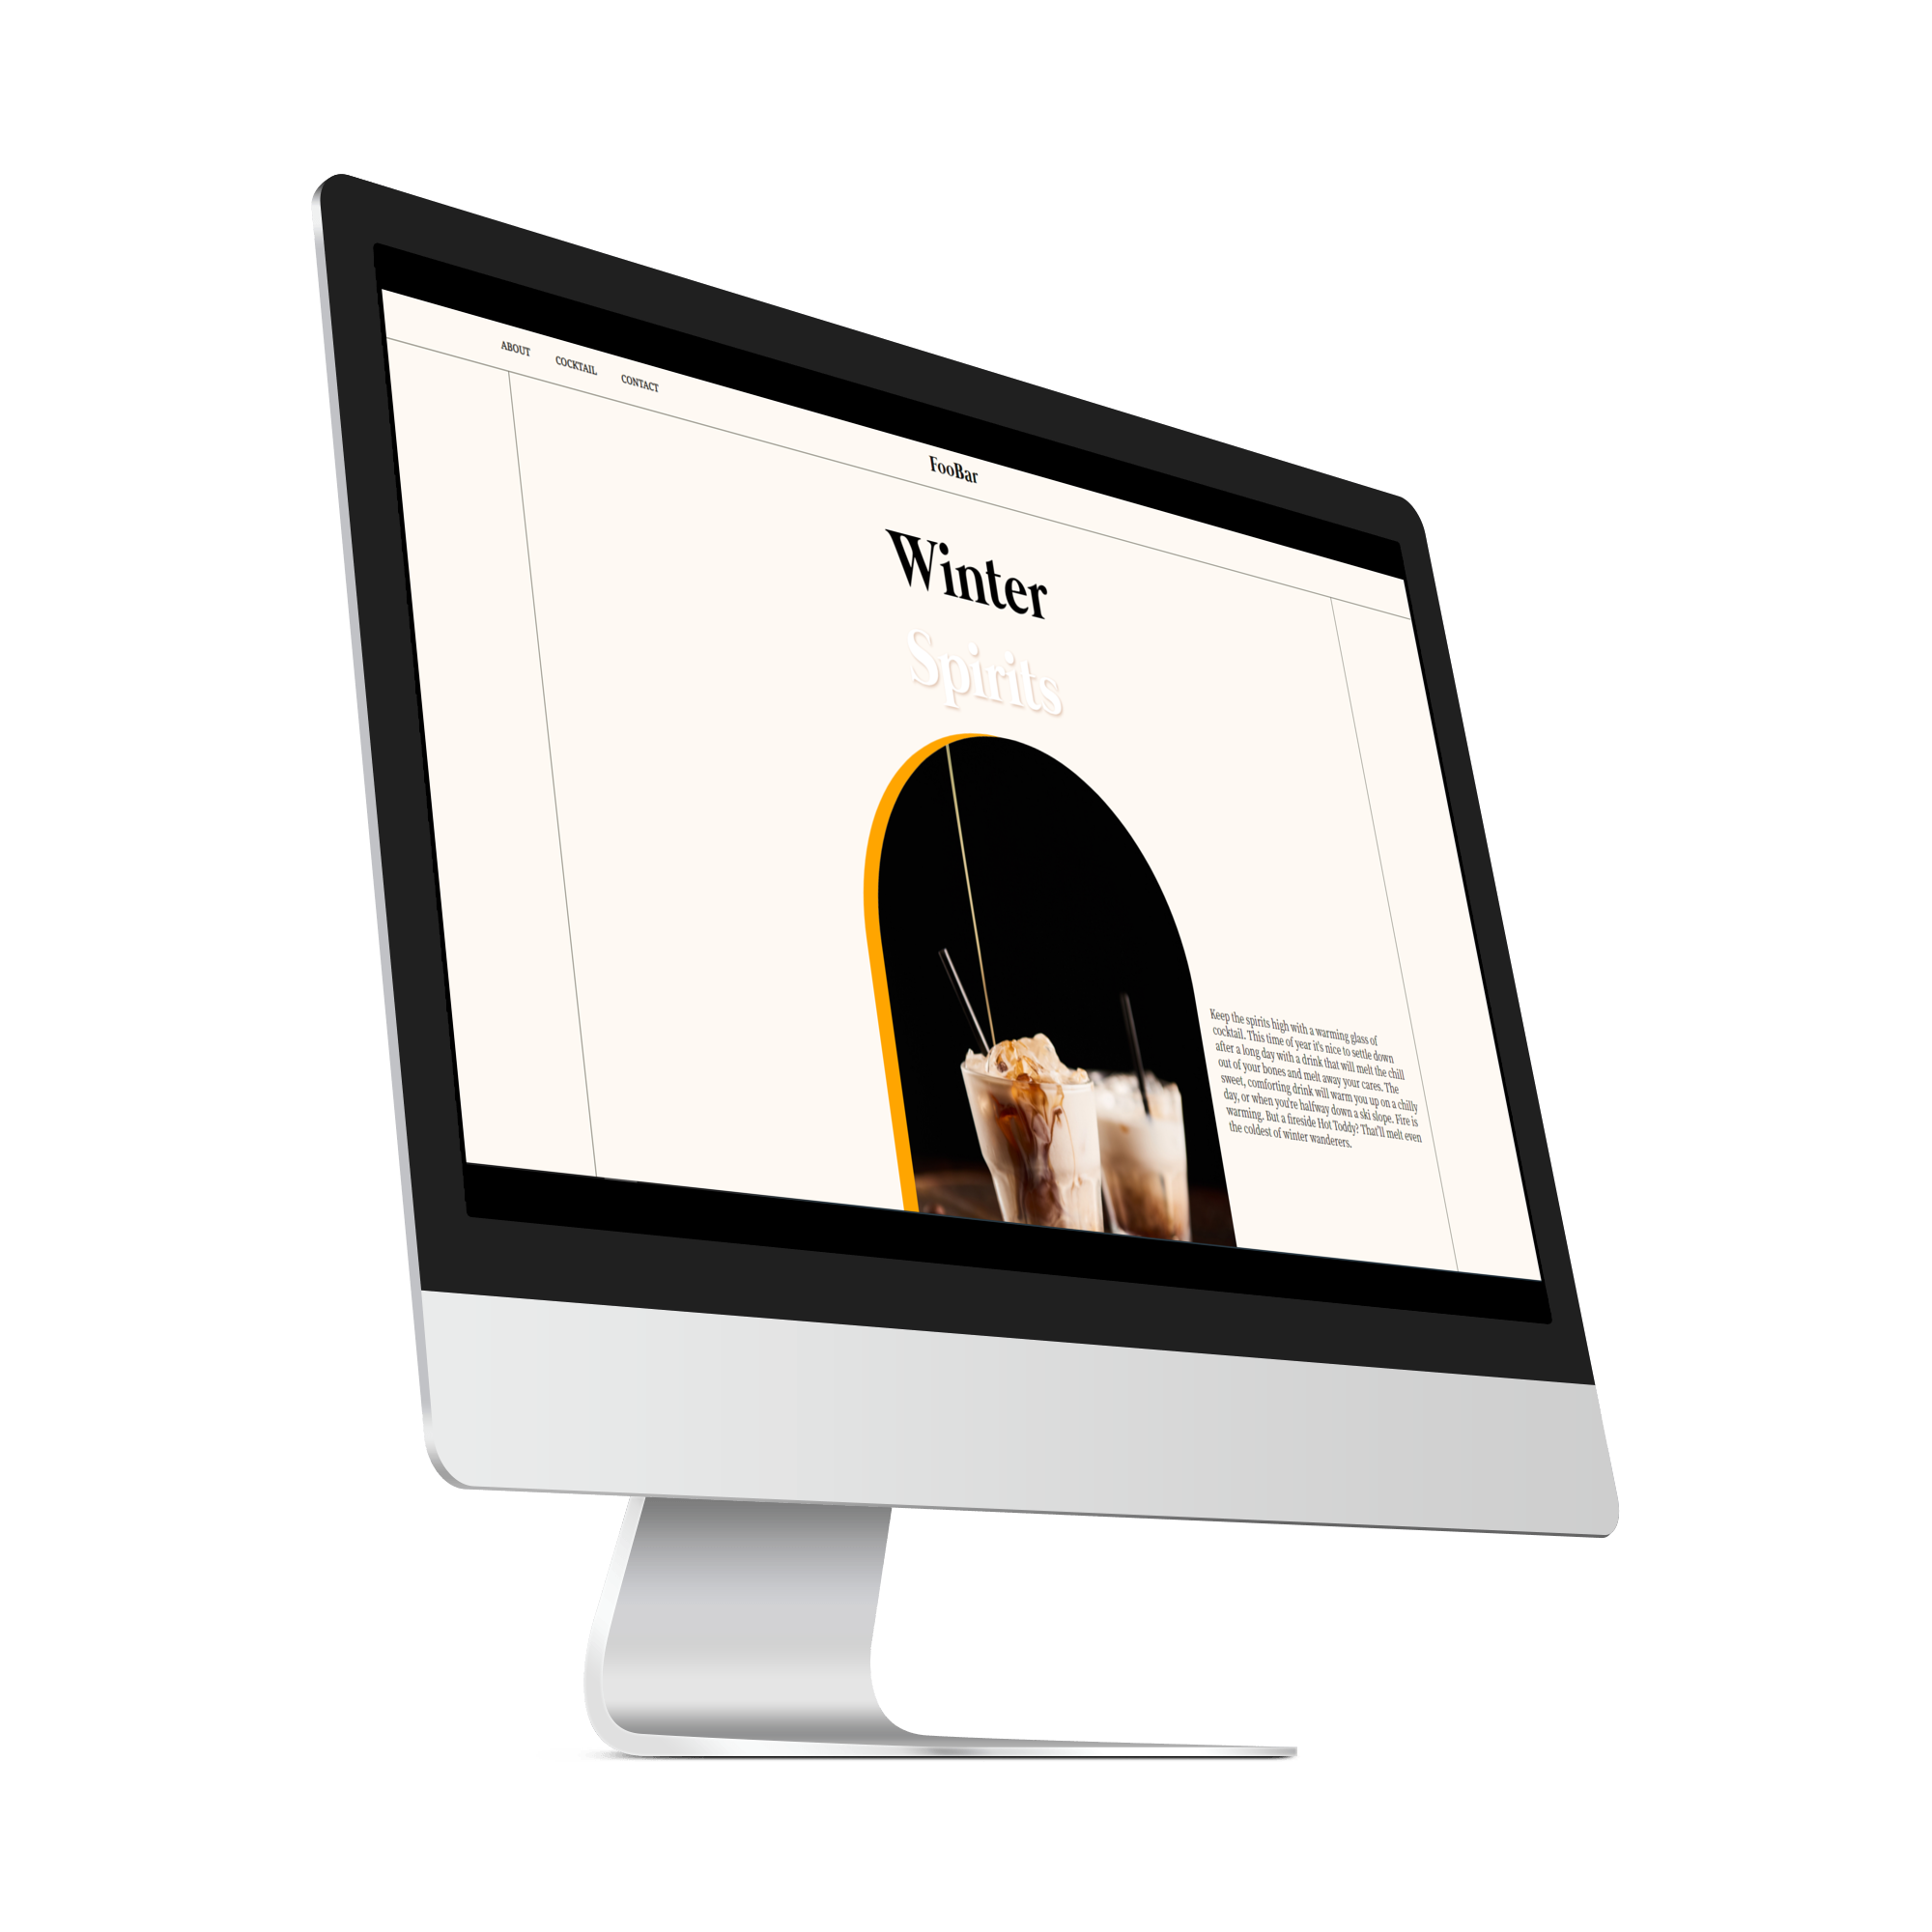 ABOUT COCKTAIL CONTACT
FooBar
Winter
Spirits
Keep the spirits high with a warming glass of
cocktail. This time of year it's nice to settle down
after a long day with a drink that will melt the chill
out of your bones and melt away your cares. The
sweet, comforting drink will warm you up on a chilly
day, or when you're halfway down a ski slope. Fire is
warming. But a fireside Hot Toddy? That'll melt even
the coldest of winter wanderers.